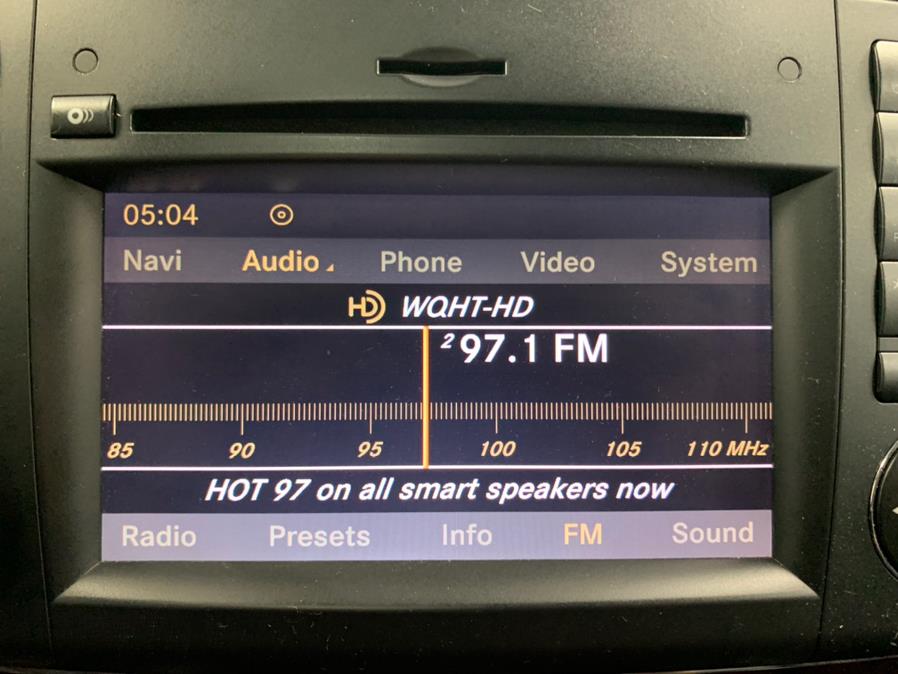 05:04
Navi Audio Phone Video System
HD WQHT-HD
2 97.1 FM
85 90 95 100 105 110 MHz
HOT 97 on all smart speakers now
Radio Presets Info FM Sound